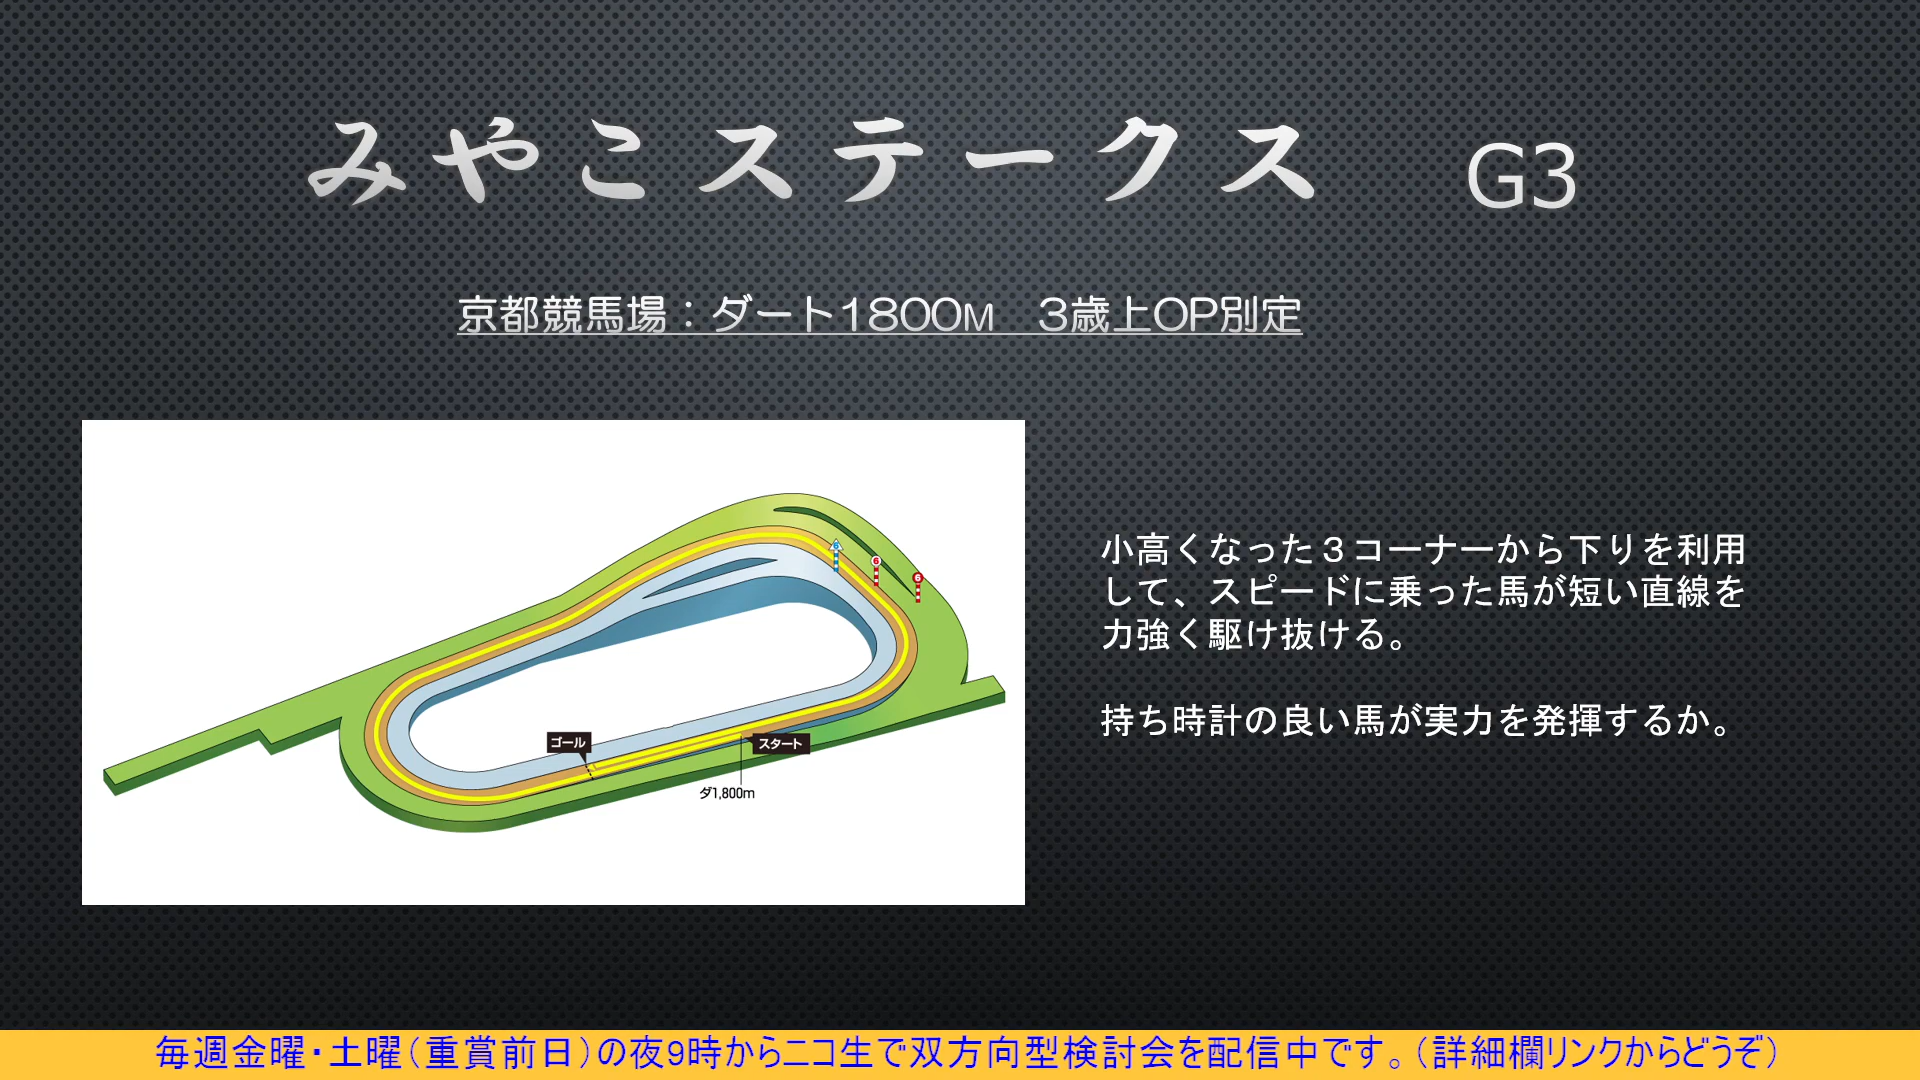 みやこステークス　G3
京都競馬場：ダート1800M　3歳上OP別定
小高くなった３コーナーから下りを利用
して、スピードに乗った馬が短い直線を
力強く駆け抜ける。
持ち時計の良い馬が実力を発揮するか。
6
6
6
ゴール
スタート
ダ1,800m
毎週金曜・土曜（重賞前日）の夜9時からニコ生で双方向型検討会を配信中です。（詳細欄リンクからどうぞ）